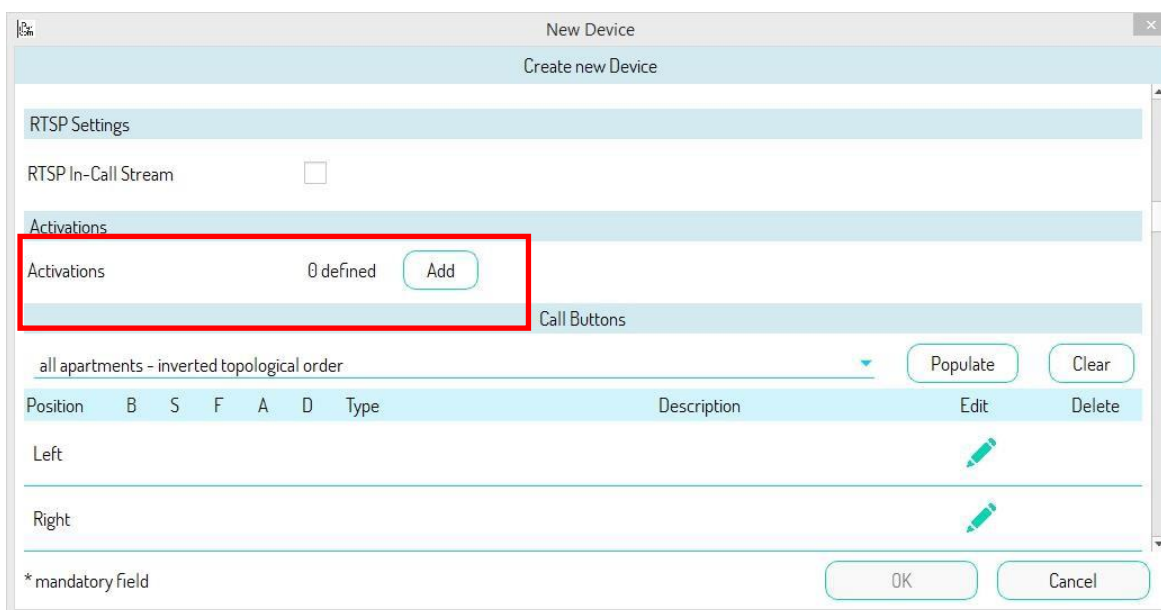 New Device
Create new Device
RTSP Settings
RTSP In-Call Stream
Activations
Activations 0 defined Add
Call Buttons
all apartments - inverted topological order Populate Clear
Position B S F A D Type Description Edit Delete
Left
Right
* mandatory field OK Cancel